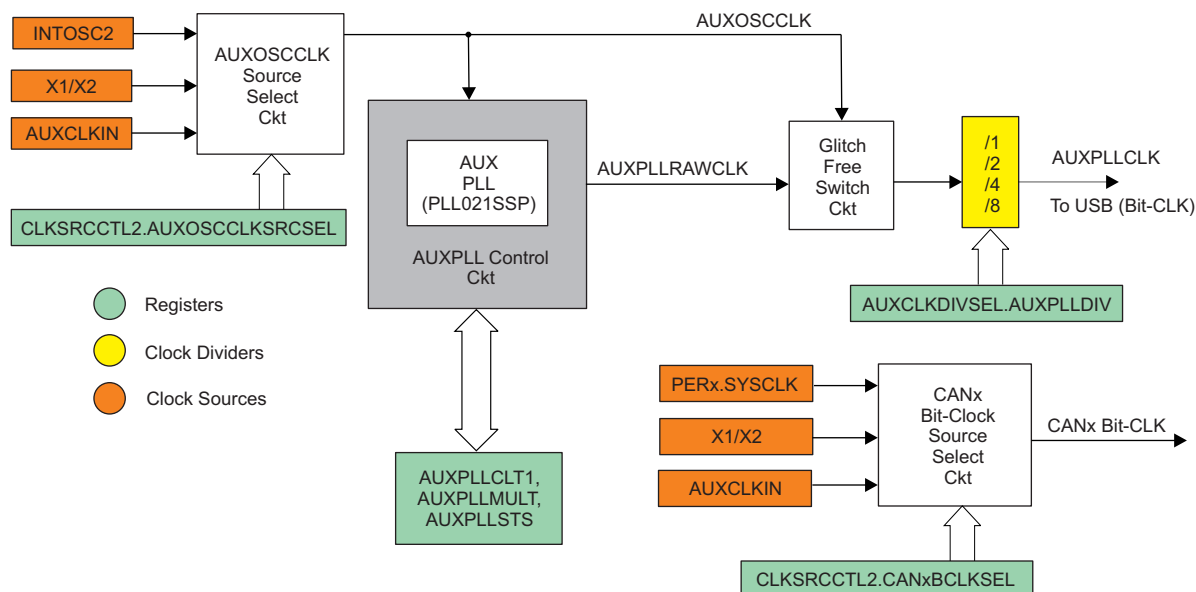 INTOSC2
X1/X2
AUXCLKIN
AUXOSCCLK
Source
Select
Ckt
CLKSRCCTL2.AUXOSCCLKSRCSEL
AUXOSCCLK
AUX
PLL
(PLL021SSP)
AUXPLL Control
Ckt
AUXPLLRAWCLK
Glitch
Free
Switch
Ckt
/1
/2
/4
/8
AUXPLLCLK
To USB (Bit-CLK)
AUXCLKDIVSEL.AUXPLLDIV
Registers
Clock Dividers
Clock Sources
AUXPLLCLT1,
AUXPLLMULT,
AUXPLLSTS
PERx.SYSCLK
X1/X2
AUXCLKIN
CANx
Bit-Clock
Source
Select
Ckt
CANx Bit-CLK
CLKSRCCTL2.CANxBCLKSEL